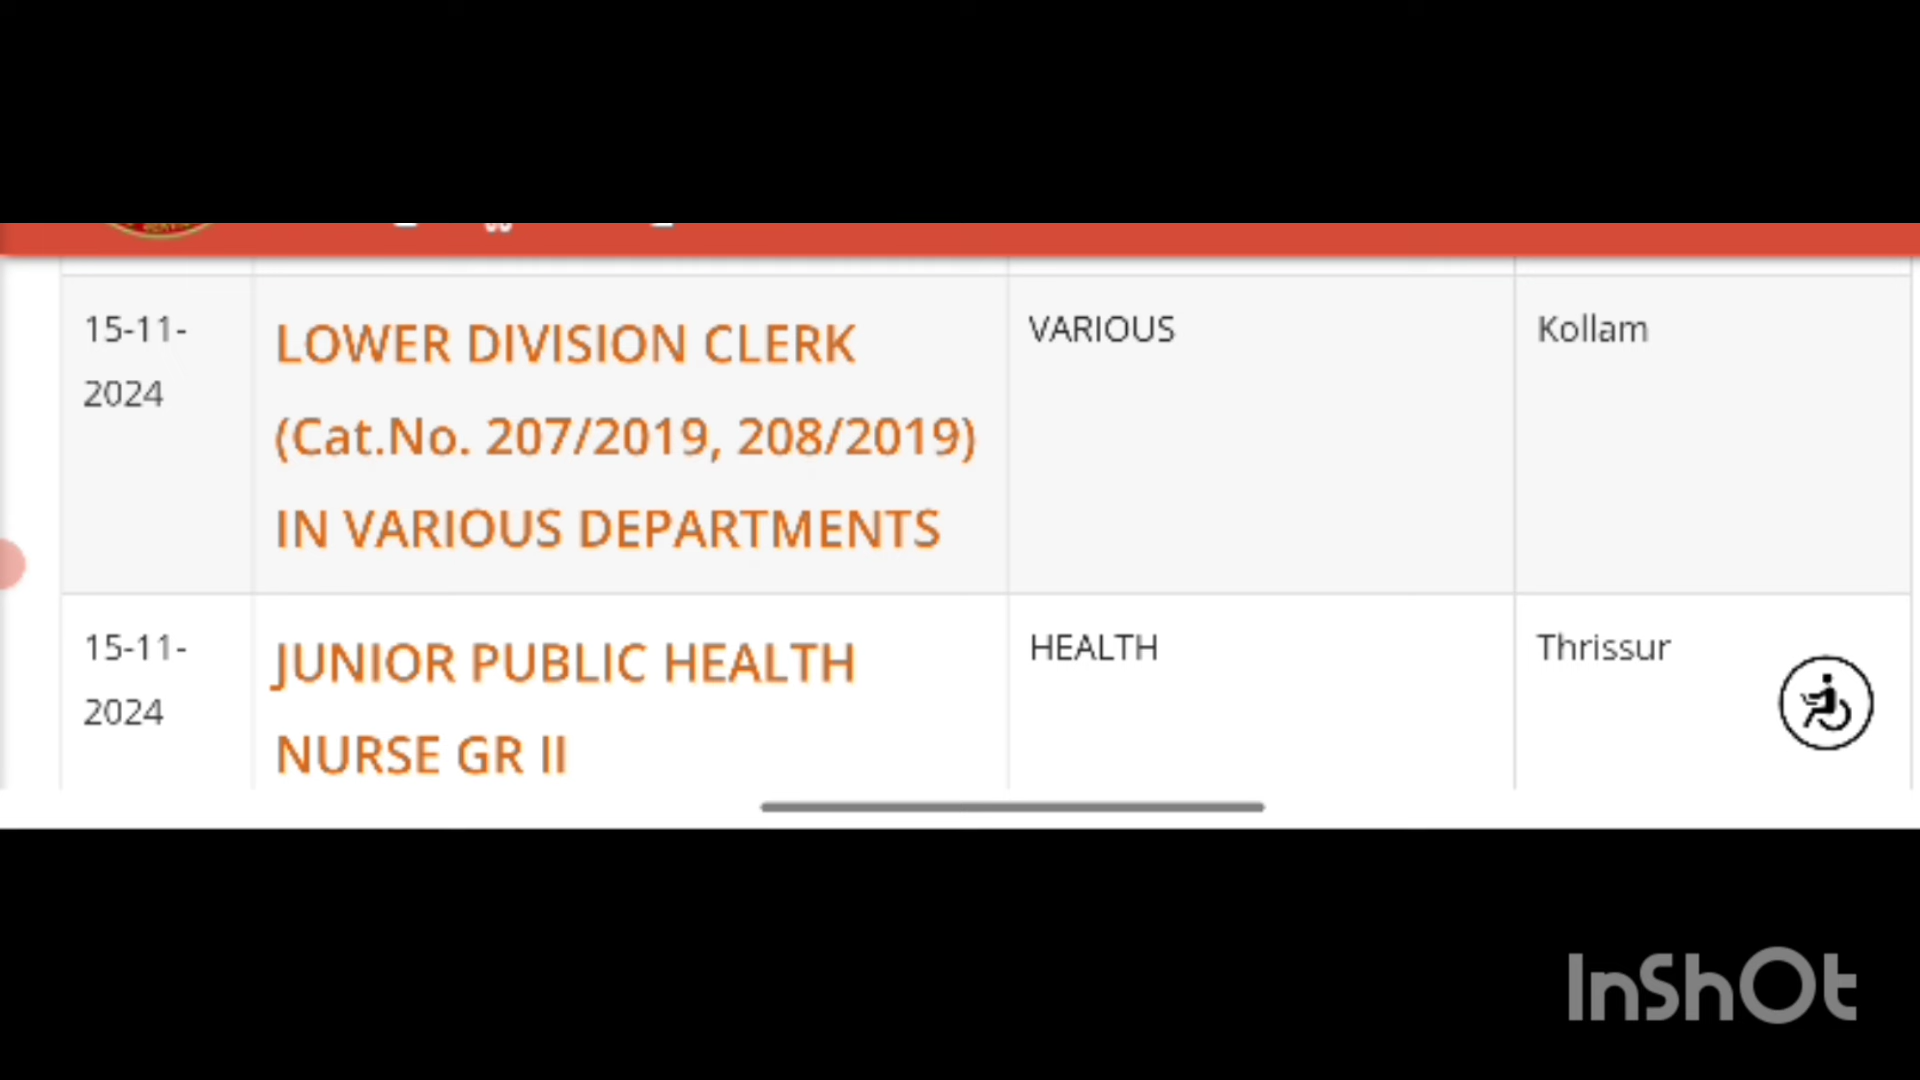 15-11-
2024
LOWER DIVISION CLERK
(Cat.No. 207/2019, 208/2019)
IN VARIOUS DEPARTMENTS
VARIOUS
Kollam
15-11-
2024
JUNIOR PUBLIC HEALTH
NURSE GR II
HEALTH
Thrissur
InShOt